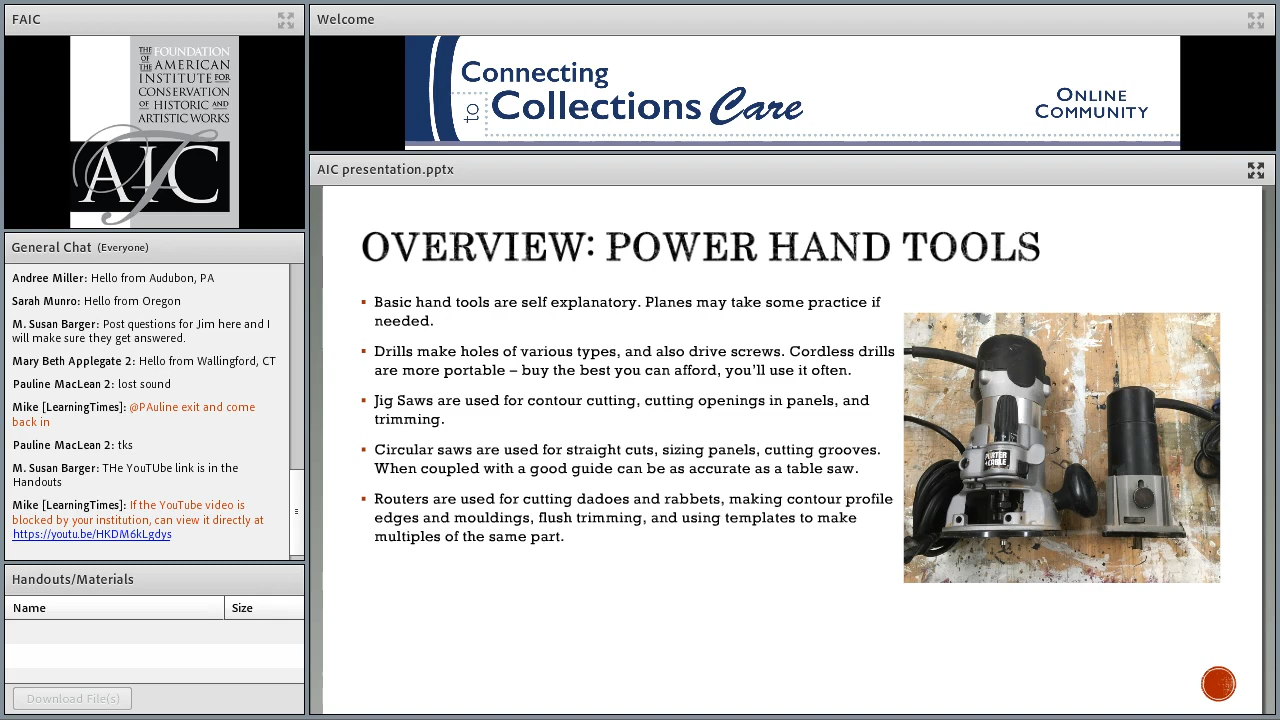 FAIC
THE FOUNDATION
OF THE AMERICAN
INSTITUTE FOR
CONSERVATION
OF HISTORIC AND
ARTISTIC WORKS
AIC
General Chat (Everyone)
Andree Miller: Hello from Audubon, PA
Sarah Munro: Hello from Oregon
M. Susan Barger: Post questions for Jim here and I
will make sure they get answered.
Mary Beth Applegate 2: Hello from Wallingford, CT
Pauline MacLean 2: lost sound
Mike [LearningTimes]: @PAuline exit and come
back in
Pauline MacLean 2: tks
M. Susan Barger: THe YouTUbe link is in the
Handouts
Mike [LearningTimes]: If the YouTube video is
blocked by your institution, can view it directly at
https://youtu.be/HKDM6kLgdys
Handouts/Materials
Name Size
Download File(s)
Welcome
Connecting
to Collections Care
ONLINE
COMMUNITY
AIC presentation.pptx
OVERVIEW: POWER HAND TOOLS
▪ Basic hand tools are self explanatory. Planes may take some practice if
needed.
▪ Drills make holes of various types, and also drive screws. Cordless drills
are more portable – buy the best you can afford, you’ll use it often.
▪ Jig Saws are used for contour cutting, cutting openings in panels, and
trimming.
▪ Circular saws are used for straight cuts, sizing panels, cutting grooves.
When coupled with a good guide can be as accurate as a table saw.
▪ Routers are used for cutting dadoes and rabbets, making contour profile
edges and mouldings, flush trimming, and using templates to make
multiples of the same part.
PORTER
CABLE